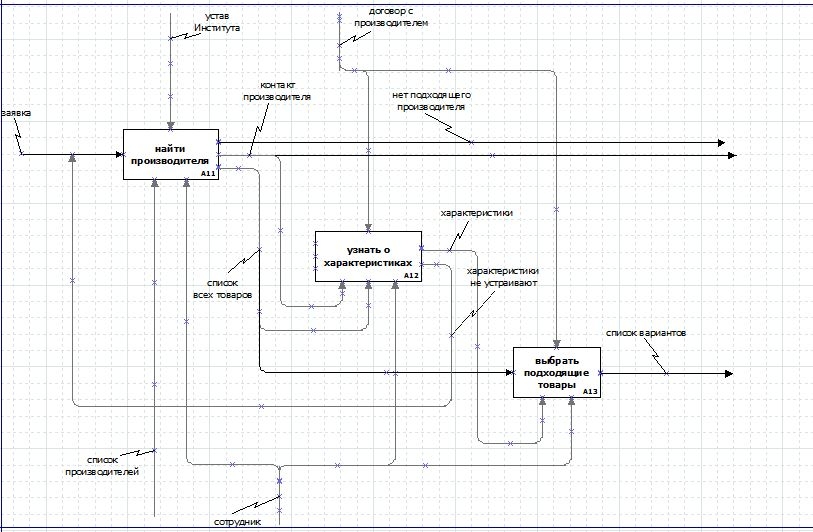 устав
Института
договор с
производителем
контакт
производителя
нет подходящего
производителя
заявка
найти
производителя
A11
характеристики
узнать о
характеристиках
A12
характеристики
не устраивают
список
всех товаров
список вариантов
выбрать
подходящие
товары
A13
список
производителей
сотрудник